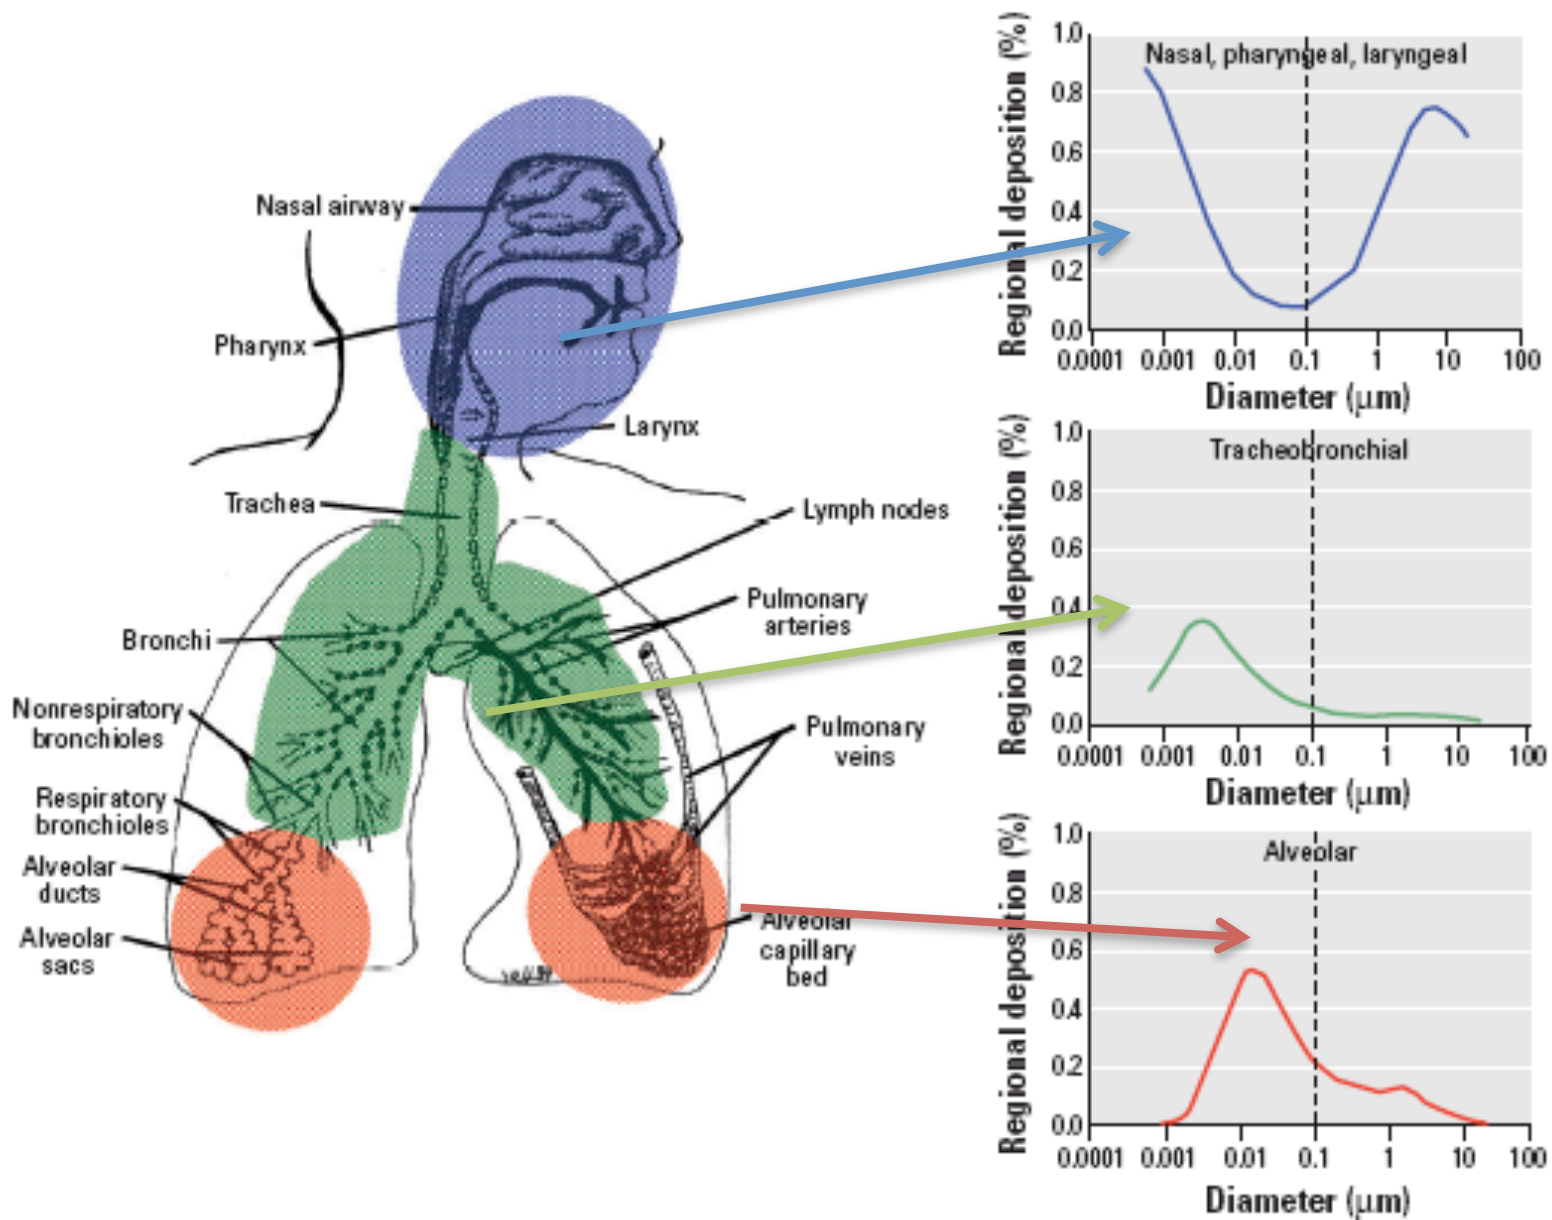 Nasal airway
Pharynx
Larynx
Trachea
Lymph nodes
Pulmonary
arteries
Bronchi
Nonrespiratory
bronchioles
Pulmonary
veins
Respiratory
bronchioles
Alveolar
ducts
Alveolar
sacs
Alveolar
capillary
bed
Regional deposition (%)
Nasal, pharyngeal, laryngeal
1.0
0.8
0.6
0.4
0.2
0.0
0.0001 0.001 0.01 0.1 1 10 100
Diameter (µm)
Regional deposition (%)
Tracheobronchial
1.0
0.8
0.6
0.4
0.2
0.0
0.0001 0.001 0.01 0.1 1 10 100
Diameter (µm)
Regional deposition (%)
Alveolar
1.0
0.8
0.6
0.4
0.2
0.0
0.0001 0.001 0.01 0.1 1 10 100
Diameter (µm)